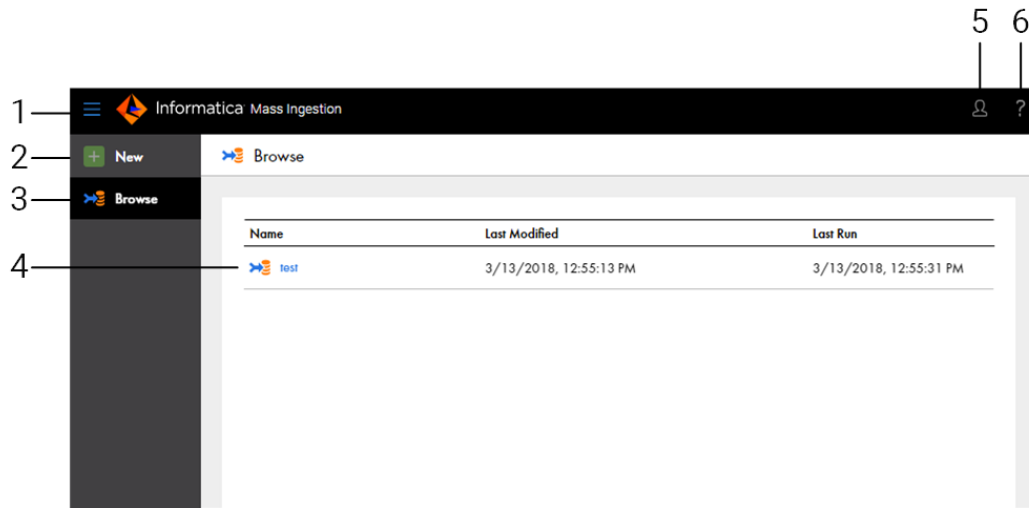 5 6
1 Informatica Mass Ingestion ?
2 New Browse
3 Browse
Name Last Modified Last Run
4 test 3/13/2018, 12:55:13 PM 3/13/2018, 12:55:31 PM